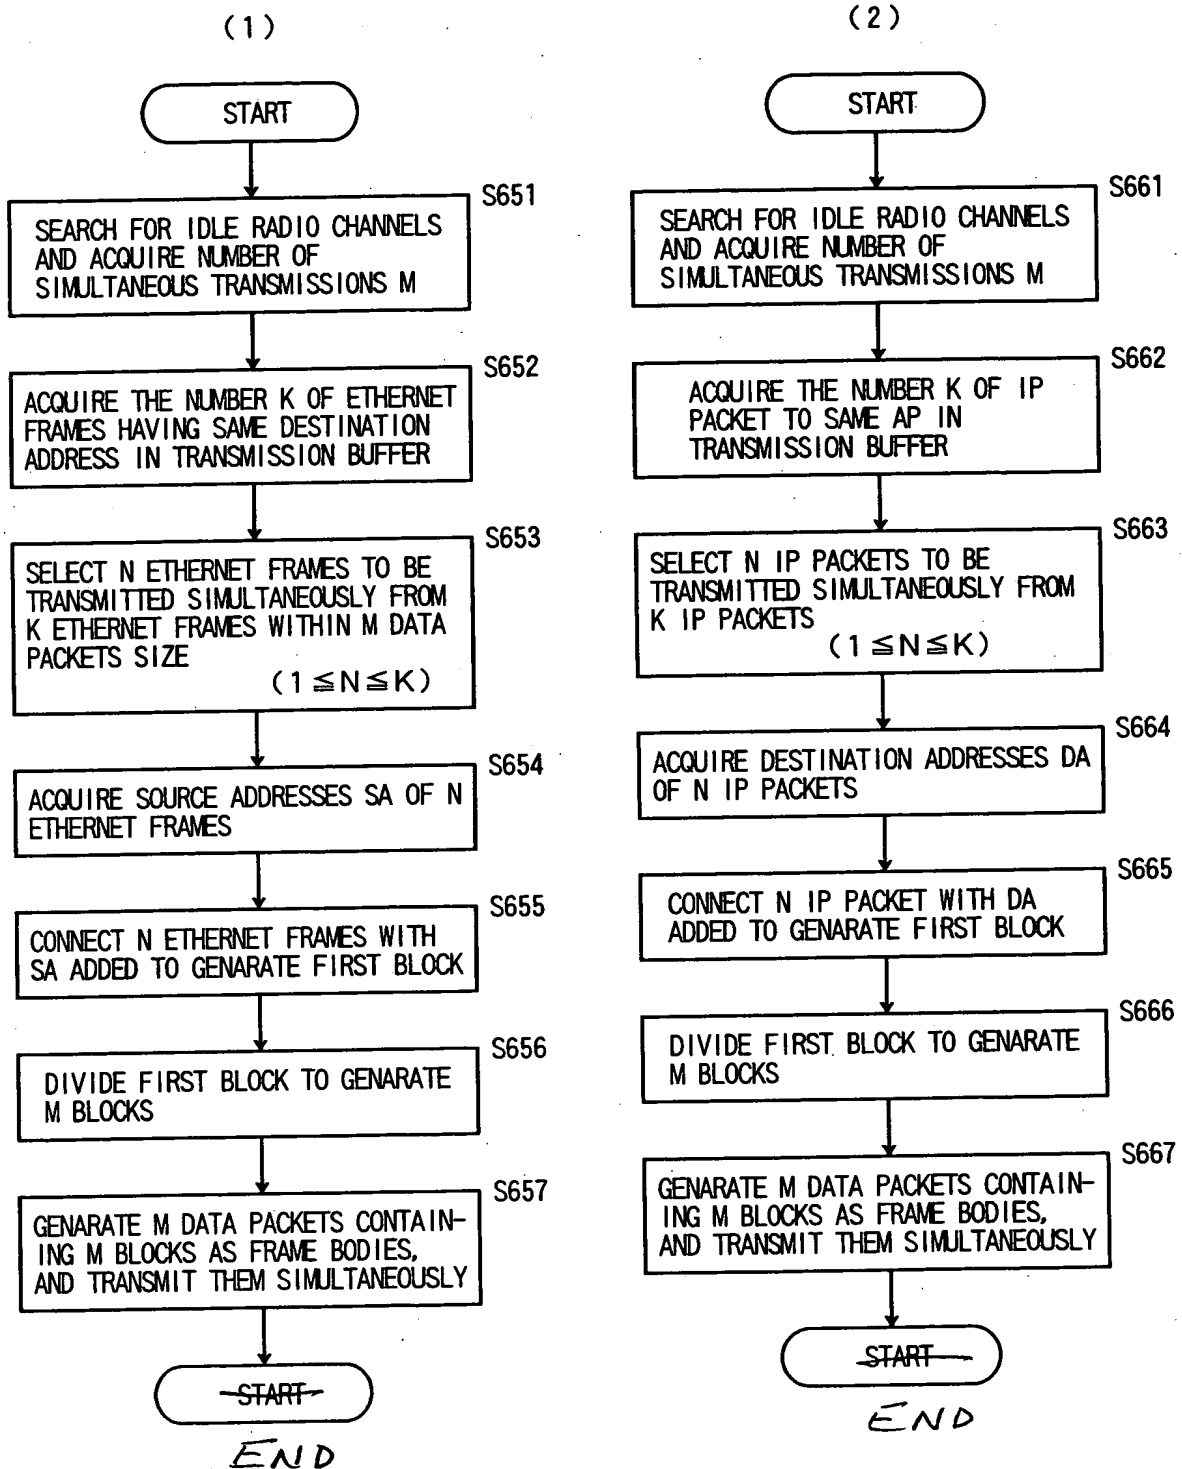 (1)
START
S651
SEARCH FOR IDLE RADIO CHANNELS
AND ACQUIRE NUMBER OF
SIMULTANEOUS TRANSMISSIONS M
S652
ACQUIRE THE NUMBER K OF ETHERNET
FRAMES HAVING SAME DESTINATION
ADDRESS IN TRANSMISSION BUFFER
S653
SELECT N ETHERNET FRAMES TO BE
TRANSMITTED SIMULTANEOUSLY FROM
K ETHERNET FRAMES WITHIN M DATA
PACKETS SIZE
(1≦N≦K)
S654
ACQUIRE SOURCE ADDRESSES SA OF N
ETHERNET FRAMES
S655
CONNECT N ETHERNET FRAMES WITH
SA ADDED TO GENARATE FIRST BLOCK
S656
DIVIDE FIRST BLOCK TO GENARATE
M BLOCKS
S657
GENARATE M DATA PACKETS CONTAIN-
ING M BLOCKS AS FRAME BODIES,
AND TRANSMIT THEM SIMULTANEOUSLY
START
END
(2)
START
S661
SEARCH FOR IDLE RADIO CHANNELS
AND ACQUIRE NUMBER OF
SIMULTANEOUS TRANSMISSIONS M
S662
ACQUIRE THE NUMBER K OF IP
PACKET TO SAME AP IN
TRANSMISSION BUFFER
S663
SELECT N IP PACKETS TO BE
TRANSMITTED SIMULTANEOUSLY FROM
K IP PACKETS
(1≦N≦K)
S664
ACQUIRE DESTINATION ADDRESSES DA
OF N IP PACKETS
S665
CONNECT N IP PACKET WITH DA
ADDED TO GENARATE FIRST BLOCK
S666
DIVIDE FIRST BLOCK TO GENARATE
M BLOCKS
S667
GENARATE M DATA PACKETS CONTAIN-
ING M BLOCKS AS FRAME BODIES,
AND TRANSMIT THEM SIMULTANEOUSLY
START
END